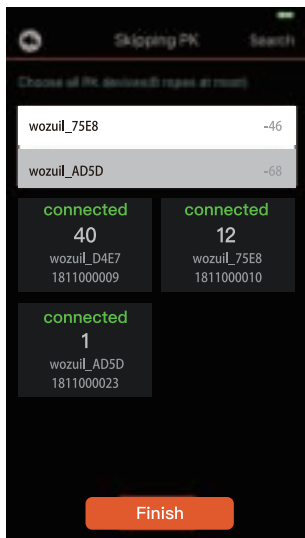 Skipping PK
Search
Choose all PK devices(6 ropes at most)
wozuil_75E8
-46
wozuil_AD5D
-68
connected
40
wozuil_D4E7
1811000009
connected
12
wozuil_75E8
1811000010
connected
1
wozuil_AD5D
1811000023
Finish